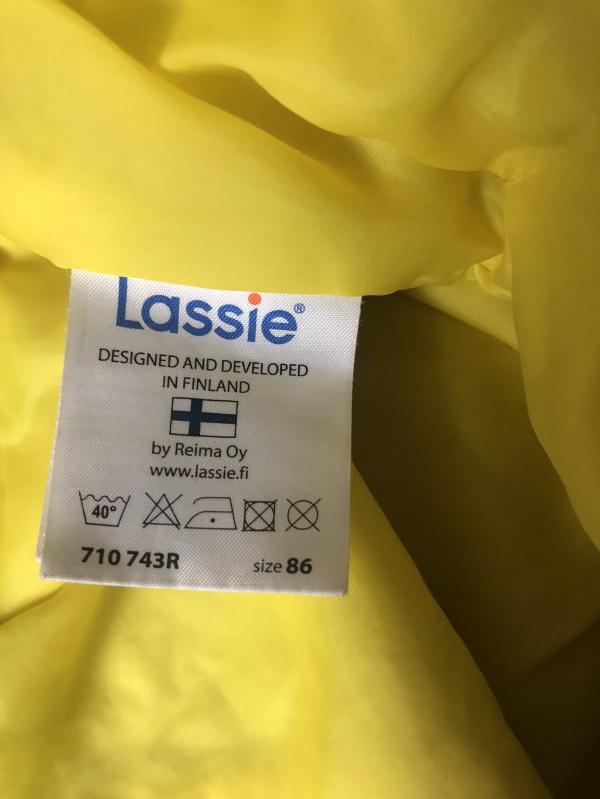 Lassie®
DESIGNED AND DEVELOPED
IN FINLAND
by Reima Oy
www.lassie.fi
40°
710 743R size 86